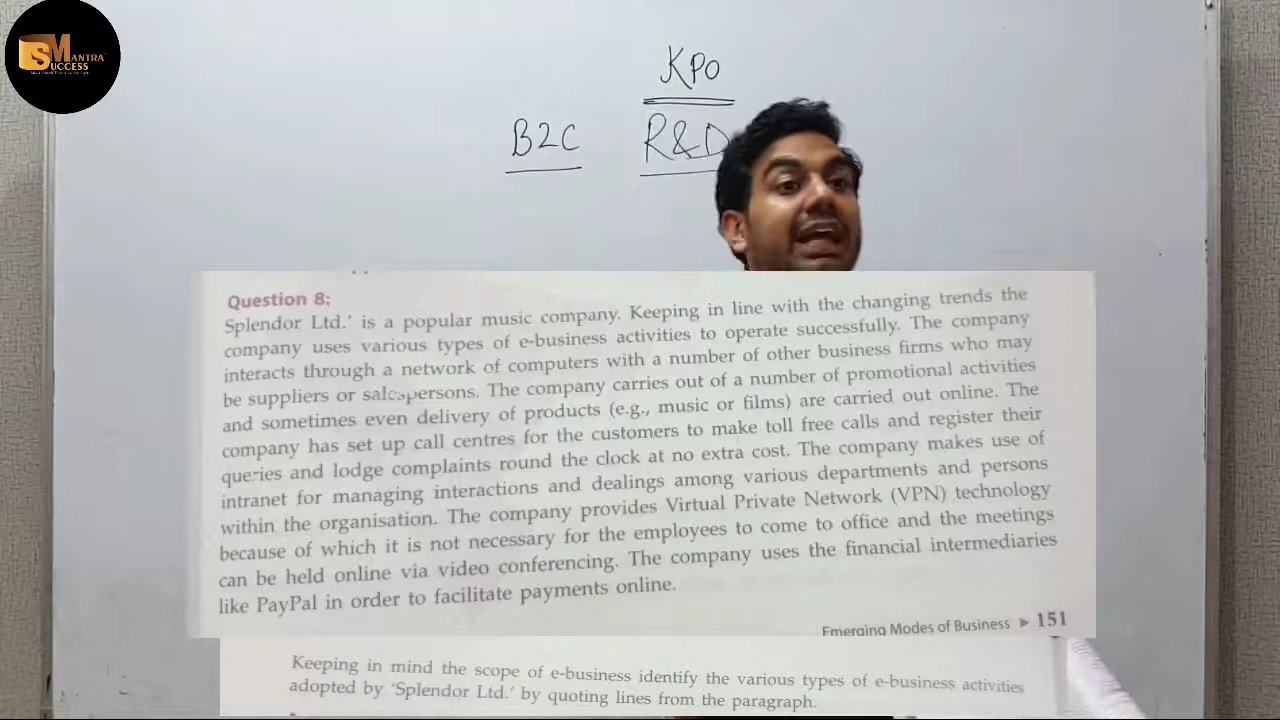 SMANTRA
UCCESS
KPO
B2C R&D
Question 8:
Splendor Ltd.' is a popular music company. Keeping in line with the changing trends the
company uses various types of e-business activities to operate successfully. The company
interacts through a network of computers with a number of other business firms who may
be suppliers or salespersons. The company carries out of a number of promotional activities
and sometimes even delivery of products (e.g., music or films) are carried out online. The
company has set up call centres for the customers to make toll free calls and register their
queries and lodge complaints round the clock at no extra cost. The company makes use of
intranet for managing interactions and dealings among various departments and persons
within the organisation. The company provides Virtual Private Network (VPN) technology
because of which it is not necessary for the employees to come to office and the meetings
can be held online via video conferencing. The company uses the financial intermediaries
like PayPal in order to facilitate payments online.
Emerging Modes of Business ▶ 151
Keeping in mind the scope of e-business identify the various types of e-business activities
adopted by 'Splendor Ltd.' by quoting lines from the paragraph.